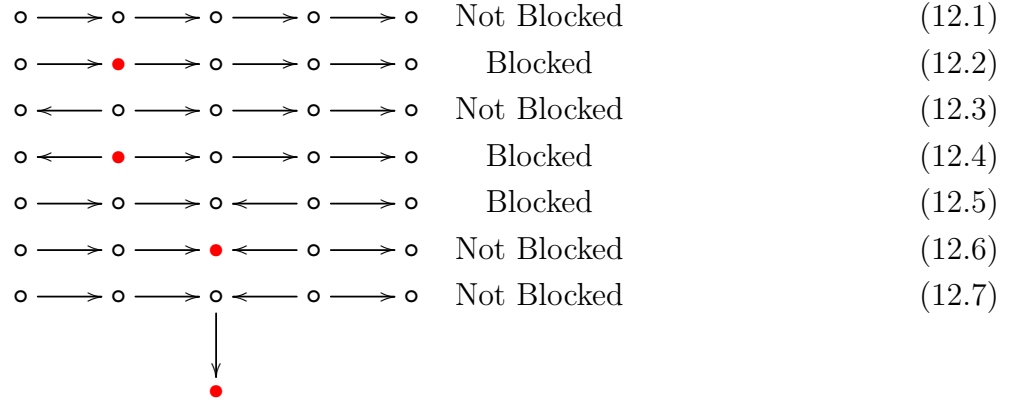 Not Blocked (12.1)
Blocked (12.2)
Not Blocked (12.3)
Blocked (12.4)
Blocked (12.5)
Not Blocked (12.6)
Not Blocked (12.7)